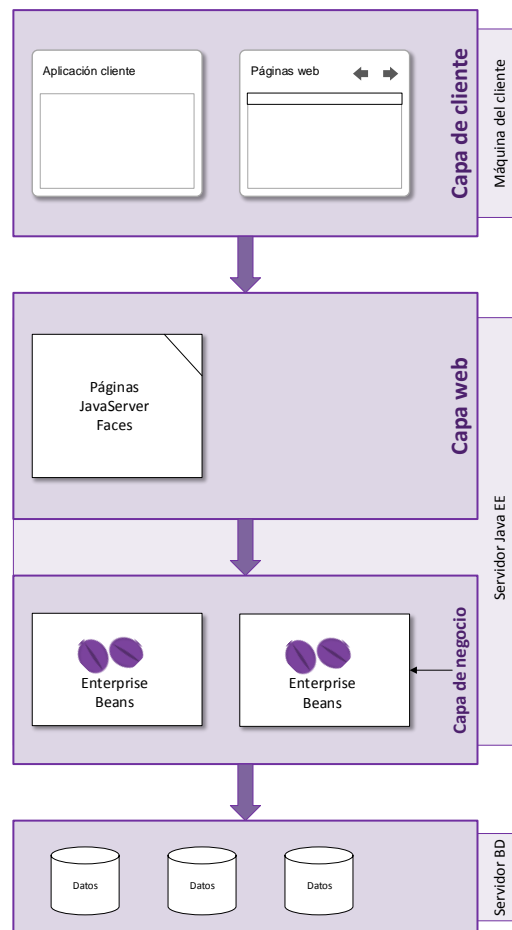 Aplicación cliente
Páginas web
Capa de cliente
Máquina del cliente
Páginas
JavaServer
Faces
Capa web
Servidor Java EE
Enterprise
Beans
Enterprise
Beans
Capa de negocio
Datos
Datos
Datos
Servidor BD